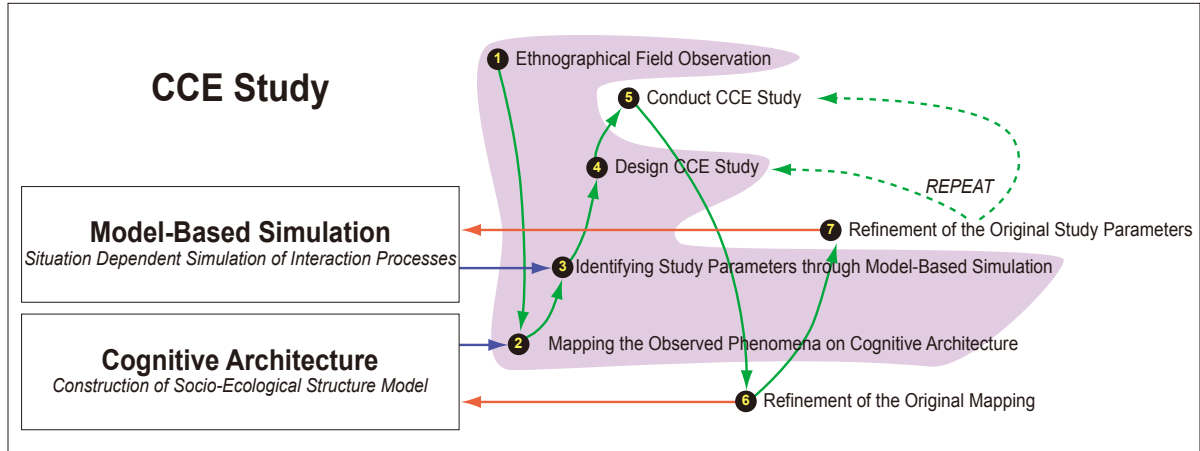 CCE Study
1 Ethnographical Field Observation
5 Conduct CCE Study
4 Design CCE Study
REPEAT
7 Refinement of the Original Study Parameters
Model-Based Simulation
Situation Dependent Simulation of Interaction Processes
3 Identifying Study Parameters through Model-Based Simulation
2 Mapping the Observed Phenomena on Cognitive Architecture
Cognitive Architecture
Construction of Socio-Ecological Structure Model
6 Refinement of the Original Mapping